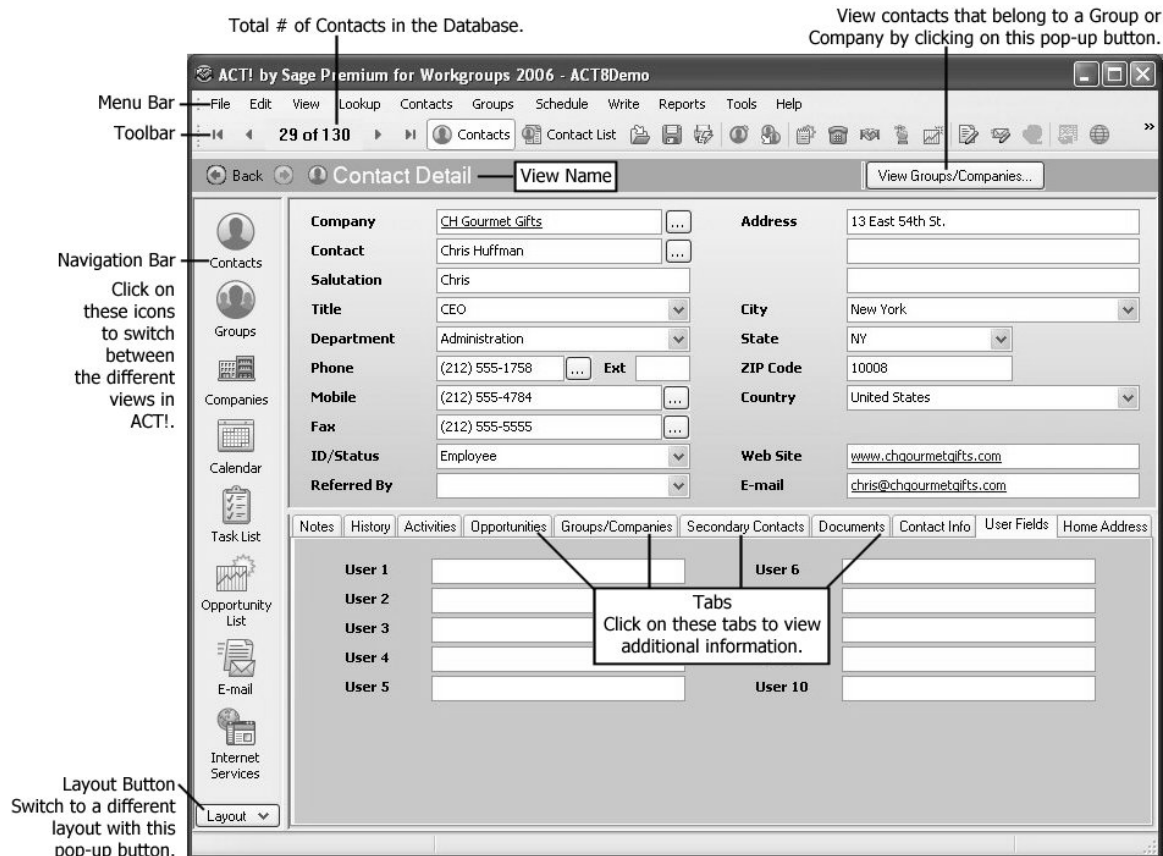 Total # of Contacts in the Database.
View contacts that belong to a Group or
Company by clicking on this pop-up button.
ACT! by Sage Premium for Workgroups 2006 - ACT8Demo
Menu Bar
File Edit View Lookup Contacts Groups Schedule Write Reports Tools Help
Toolbar
29 of 130 Contacts Contact List »
Back Contact Detail View Name View Groups/Companies...
Navigation Bar
Click on
these icons
to switch
between
the different
views in
ACT!.
Contacts
Groups
Companies
Calendar
Task List
Opportunity
List
E-mail
Internet
Services
Layout Button
Switch to a different
layout with this
pop-up button.
Layout
Company CH Gourmet Gifts ...
Contact Chris Huffman ...
Salutation Chris
Title CEO
Department Administration
Phone (212) 555-1758 ... Ext
Mobile (212) 555-4784 ...
Fax (212) 555-5555 ...
ID/Status Employee
Referred By
Address 13 East 54th St.
City New York
State NY
ZIP Code 10008
Country United States
Web Site www.chgourmetgifts.com
E-mail chris@chgourmetgifts.com
Notes History Activities Opportunities Groups/Companies Secondary Contacts Documents Contact Info User Fields Home Address
User 1
User 2
User 3
User 4
User 5
User 6
User 10
Tabs
Click on these tabs to view
additional information.